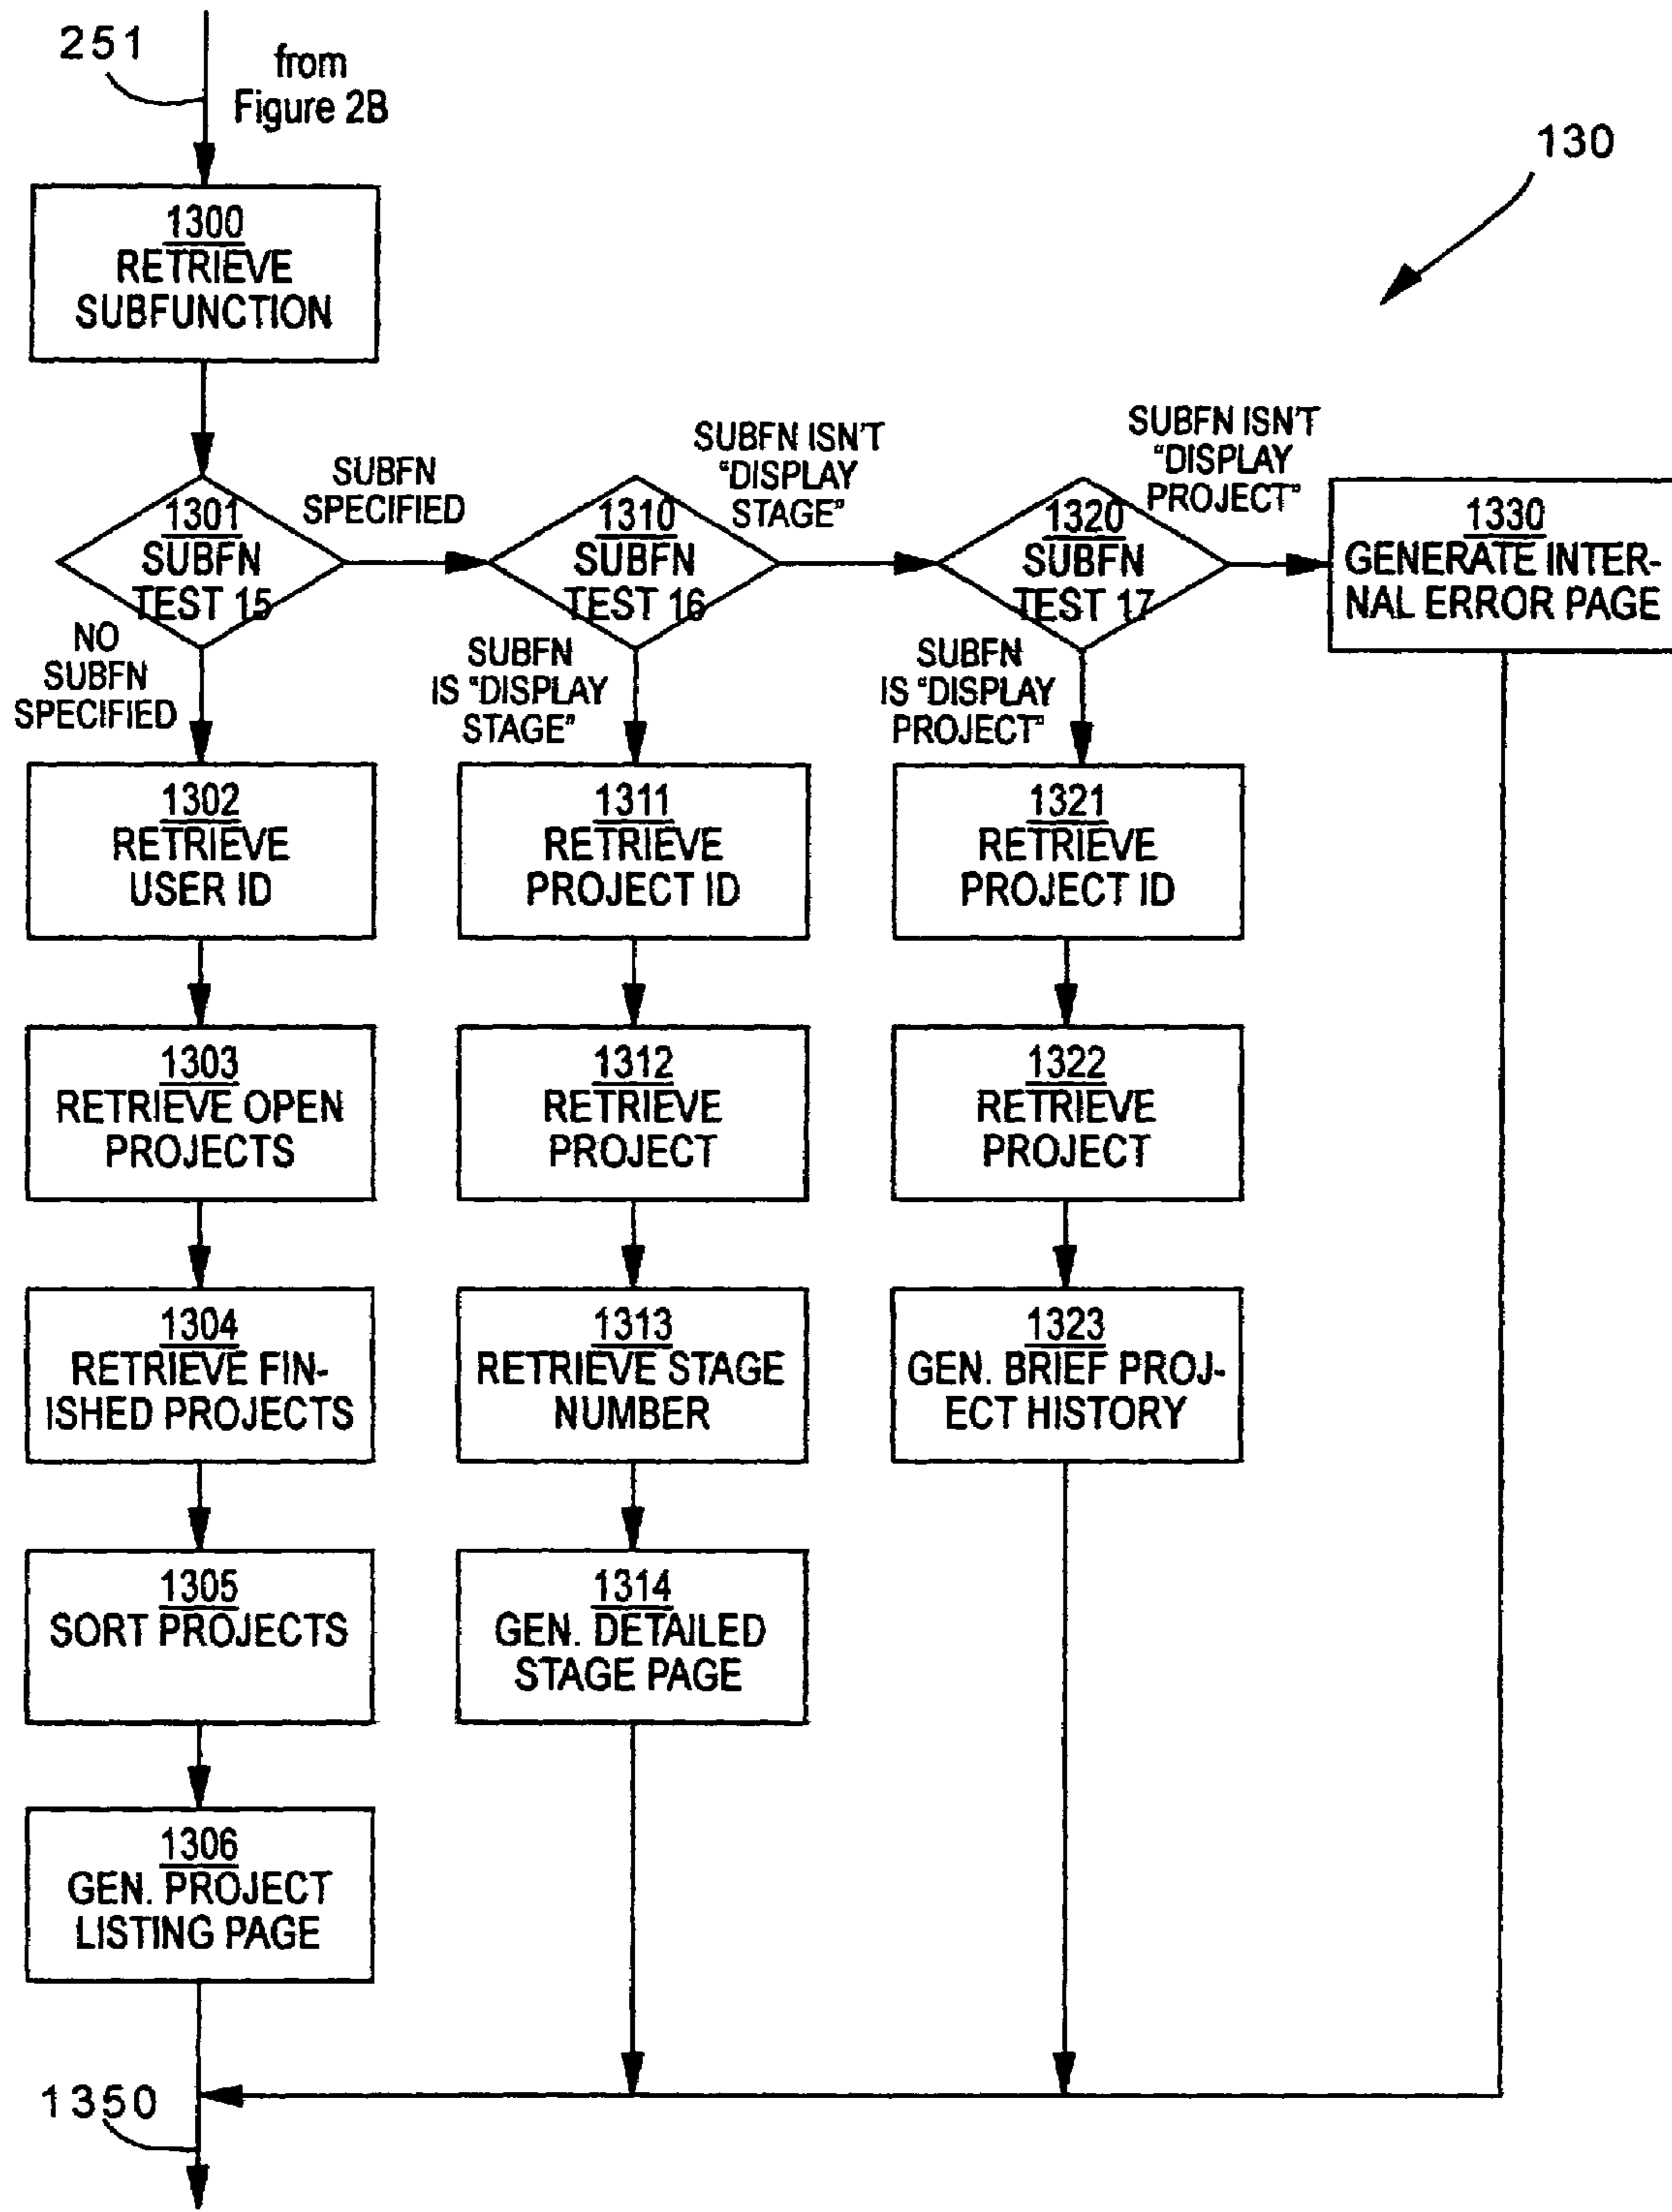 251
from
Figure 2B
130
1300
RETRIEVE
SUBFUNCTION
SUBFN
SPECIFIED
SUBFN ISN'T
"DISPLAY
STAGE"
SUBFN ISN'T
"DISPLAY
PROJECT"
1301
SUBFN
TEST 15
1310
SUBFN
TEST 16
1320
SUBFN
TEST 17
1330
GENERATE INTER-
NAL ERROR PAGE
NO
SUBFN
SPECIFIED
SUBFN
IS "DISPLAY
STAGE"
SUBFN
IS "DISPLAY
PROJECT"
1302
RETRIEVE
USER ID
1311
RETRIEVE
PROJECT ID
1321
RETRIEVE
PROJECT ID
1303
RETRIEVE OPEN
PROJECTS
1312
RETRIEVE
PROJECT
1322
RETRIEVE
PROJECT
1304
RETRIEVE FIN-
ISHED PROJECTS
1313
RETRIEVE STAGE
NUMBER
1323
GEN. BRIEF PROJ-
ECT HISTORY
1305
SORT PROJECTS
1314
GEN. DETAILED
STAGE PAGE
1306
GEN. PROJECT
LISTING PAGE
1350